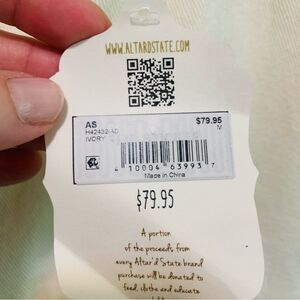 WWW.ALTARDSTATE.COM
AS $79.95
H42432-AD M
IVORY
4 10004 63993 7
Made in China
$79.95
A portion
of the proceeds from
every Altar'd State brand
purchase will be donated to
feed, clothe and educate